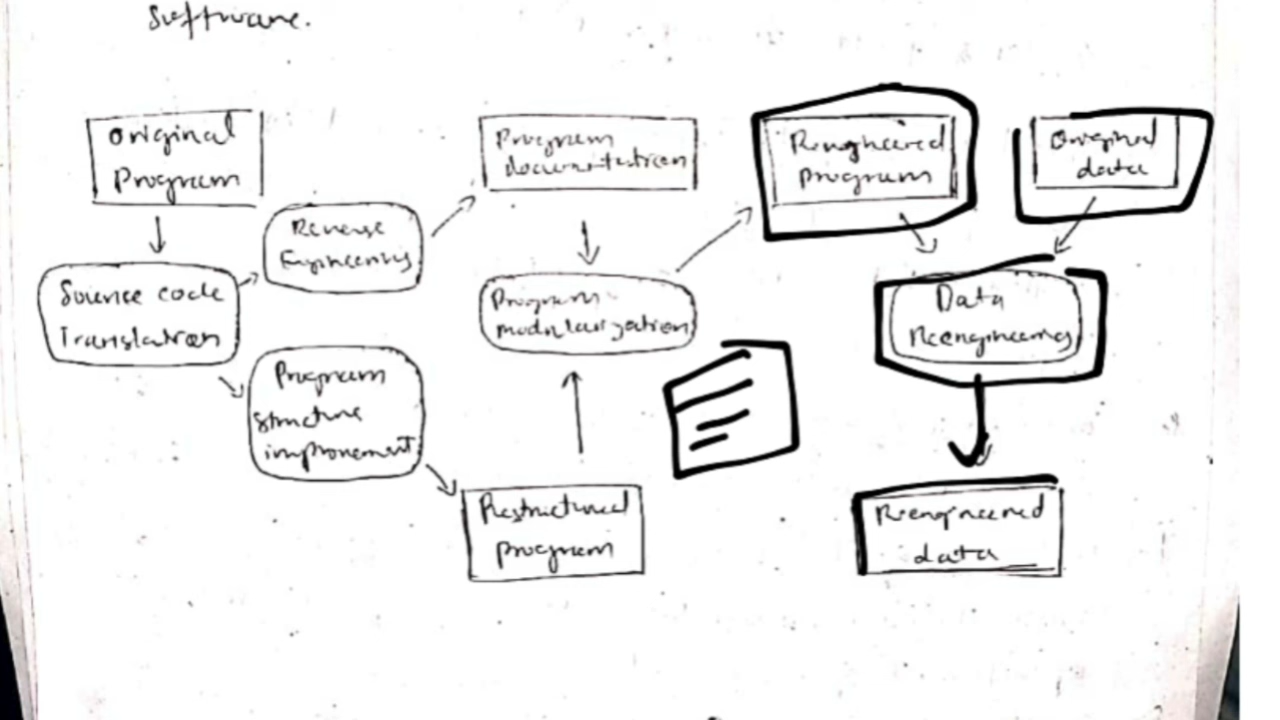 Software.
Original
Program
Program
documentation
Reengineered
program
Original
data
Reverse
Engineering
Source code
Translation
Program
modularization
Data
Reengineering
Program
structure
improvement
Restructured
program
Reengineered
data